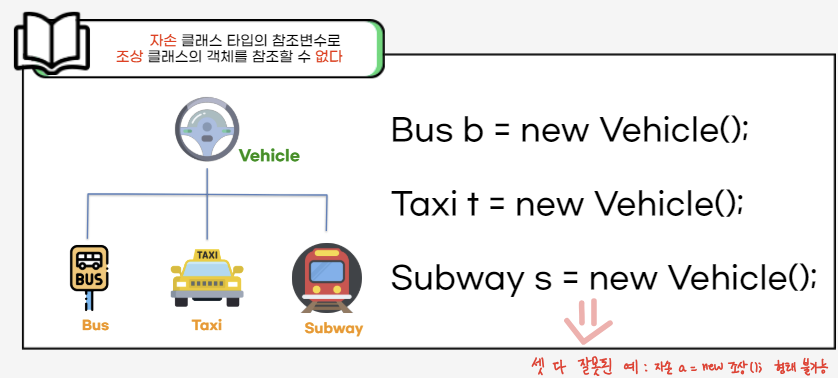 자손 클래스 타입의 참조변수로
조상 클래스의 객체를 참조할 수 없다
Vehicle
Bus b = new Vehicle();
Taxi t = new Vehicle();
Subway s = new Vehicle();
BUS
TAXI
Bus
Taxi
Subway
셋 다 잘못된 예 : 자손 a = new 조상(); 형태 불가능